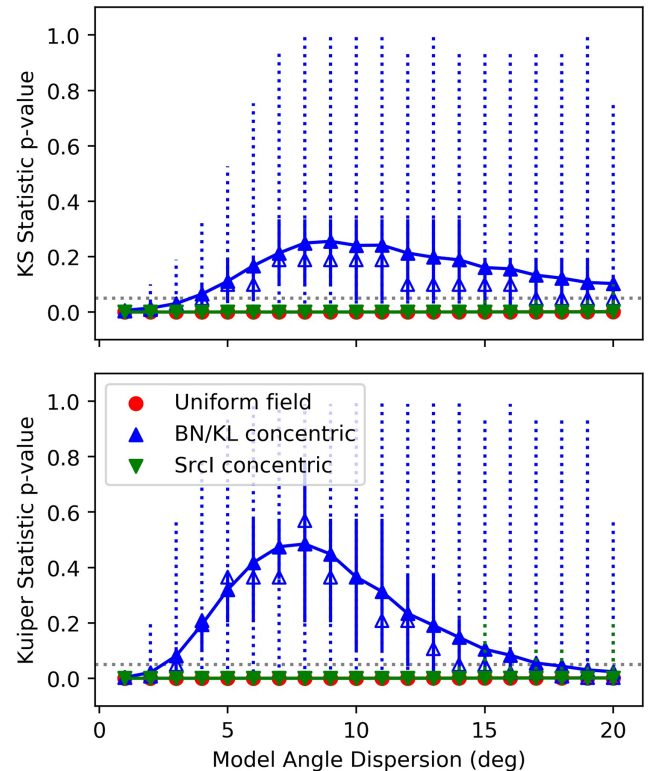 1.0
0.8
0.6
0.4
0.2
0.0
KS Statistic p-value
1.0
0.8
0.6
0.4
0.2
0.0
Kuiper Statistic p-value
Uniform field
BN/KL concentric
SrcI concentric
0 5 10 15 20
Model Angle Dispersion (deg)